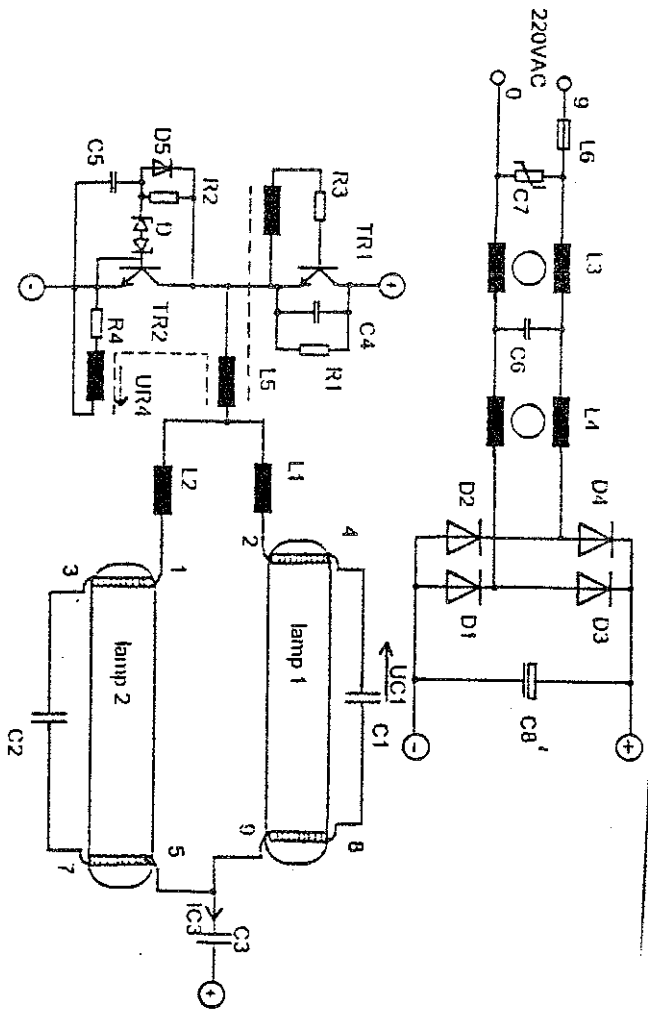 220VAC
9
0
L6
C7
L3
C6
L4
D2
D4
D1
D3
C8
+
-
D5
C5
R2
D
R3
TR1
TR2
R4
UR4
C4
R1
L5
+
-
L2
L1
2
4
1
3
lamp 1
lamp 2
UC1
C1
C2
9
8
5
7
IC3
C3
+